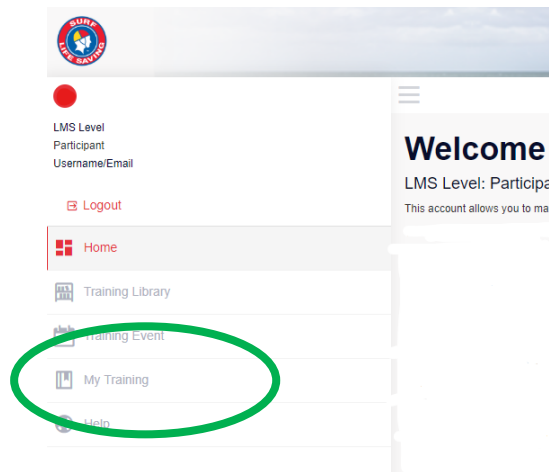 SURF
LIFE SAVING
LMS Level
Participant
Username/Email
Logout
Home
Training Library
Training Event
My Training
Help
Welcome
LMS Level: Participa
This account allows you to ma